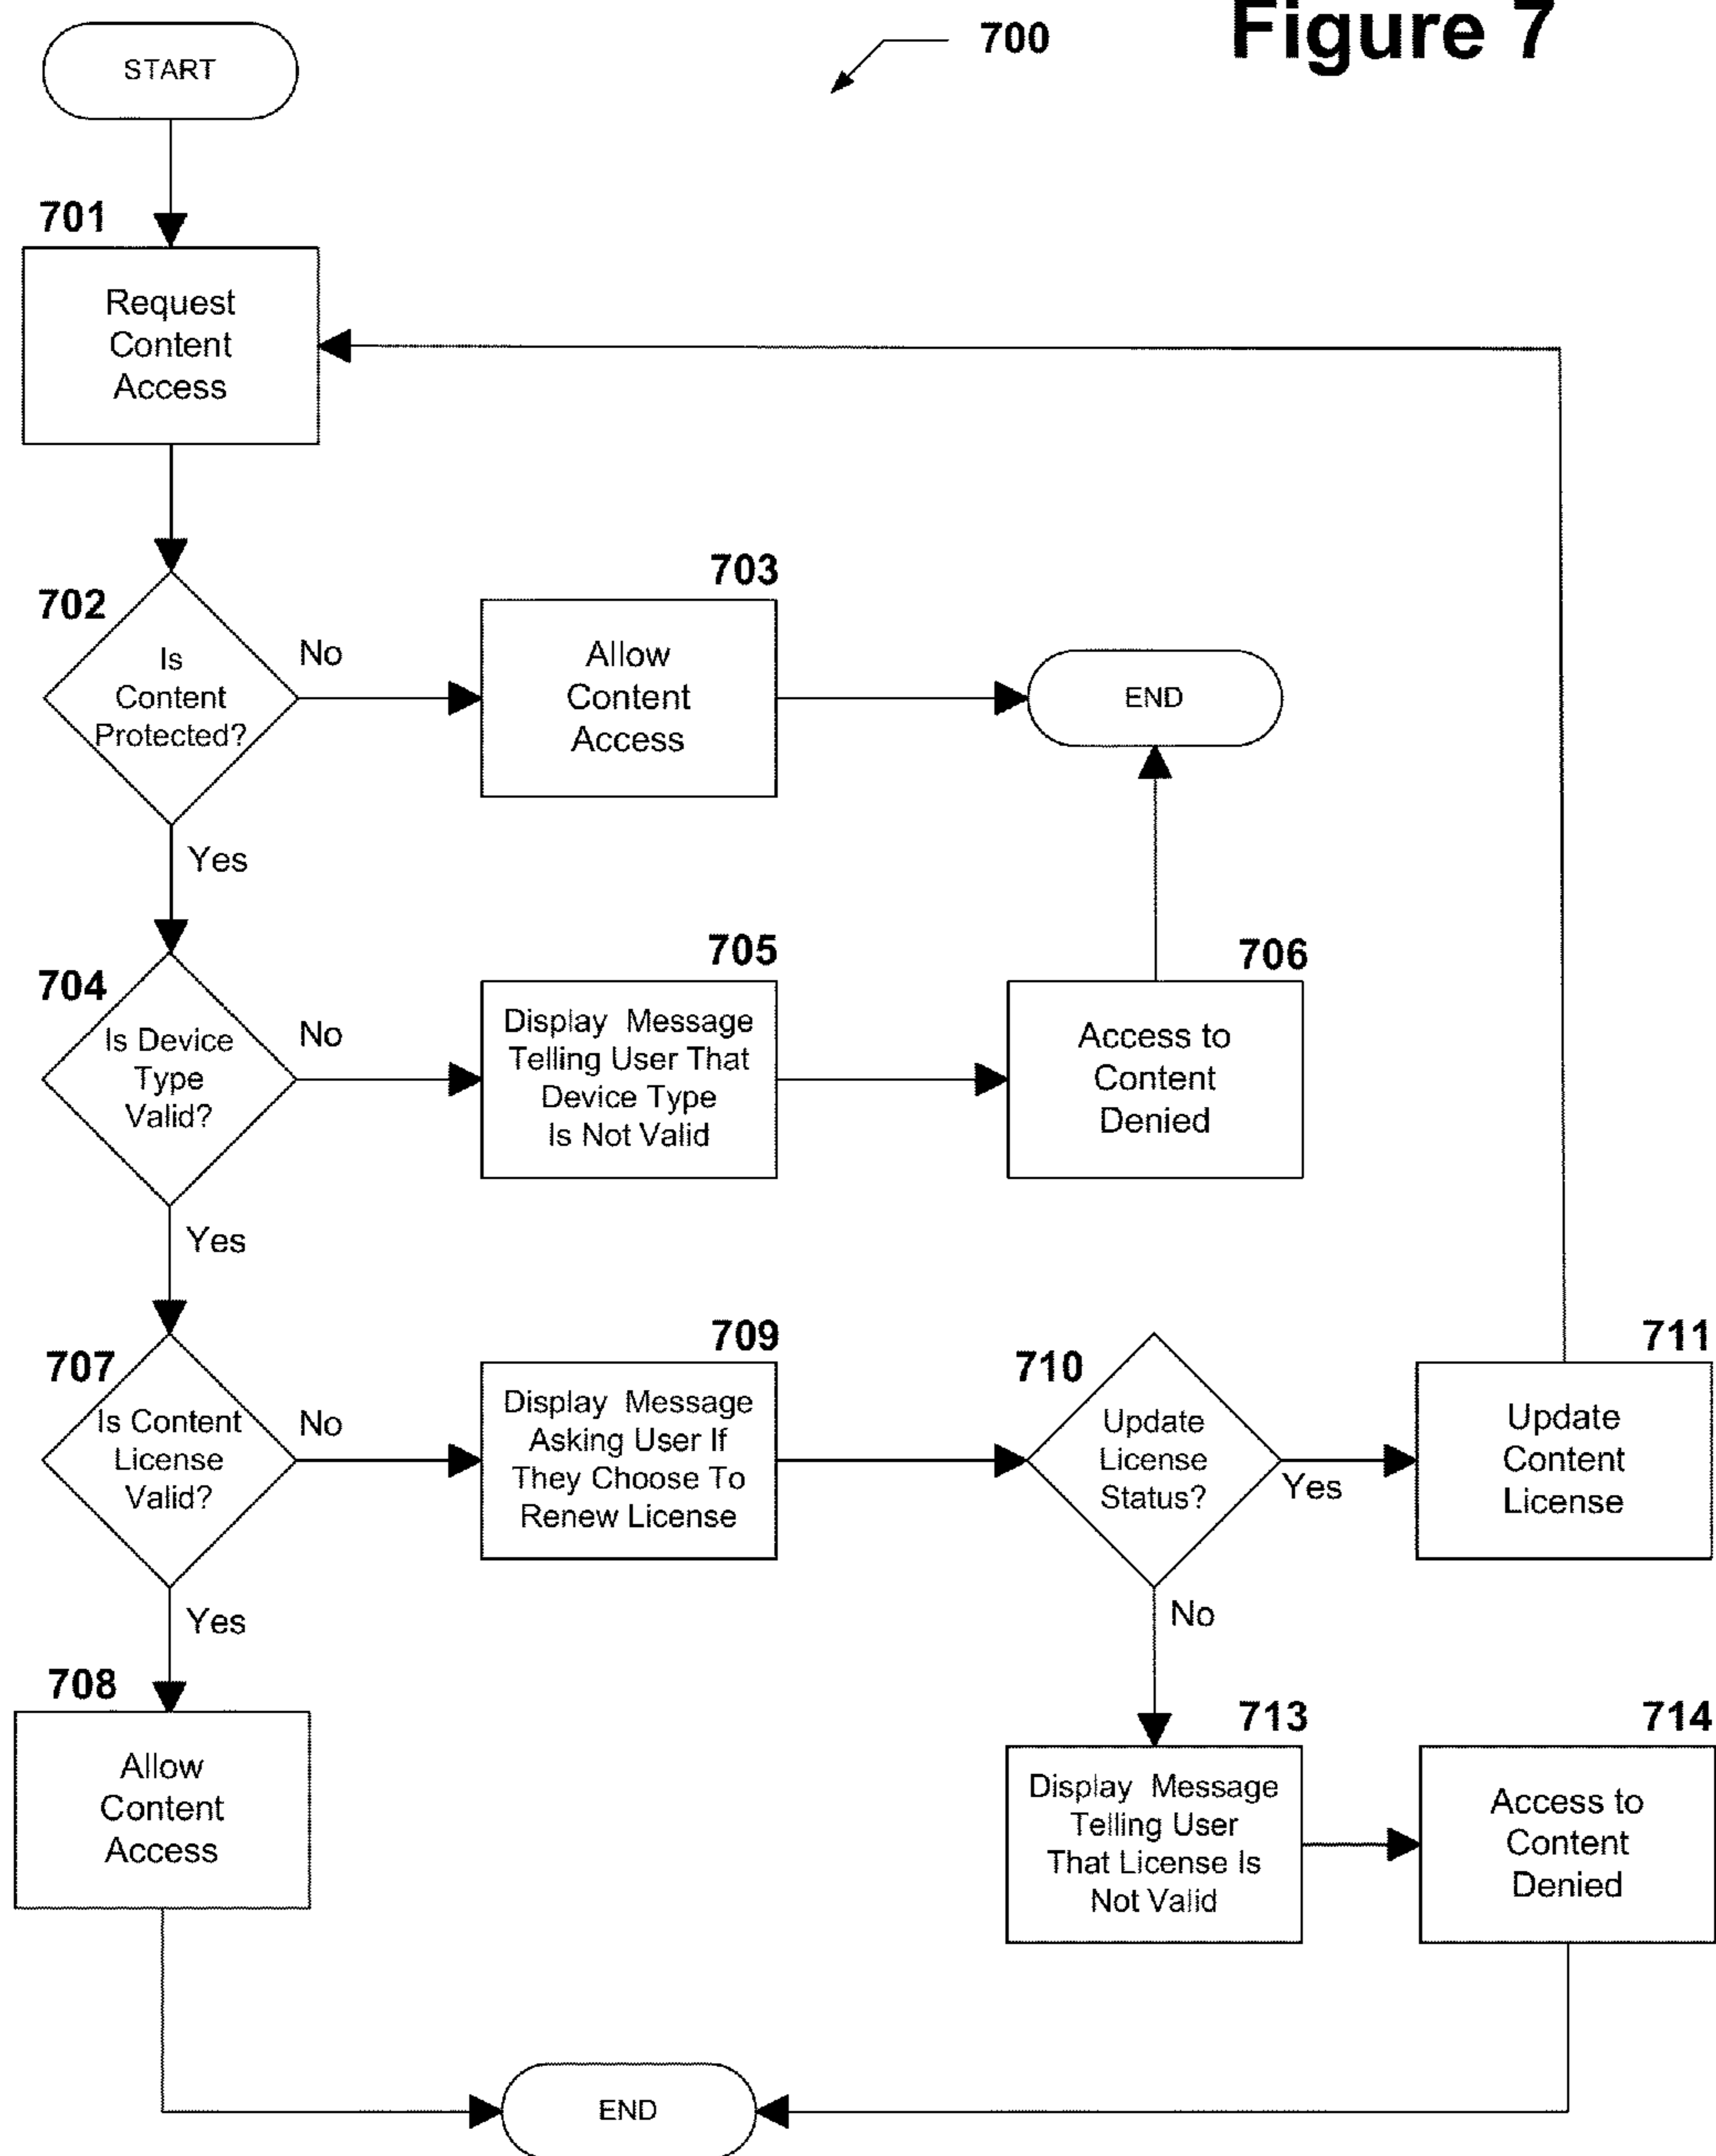 Figure 7
700
START
701
Request
Content
Access
702
Is
Content
Protected?
No
Yes
703
Allow
Content
Access
END
704
Is Device
Type
Valid?
No
Yes
705
Display Message
Telling User That
Device Type
Is Not Valid
706
Access to
Content
Denied
707
Is Content
License
Valid?
No
Yes
709
Display Message
Asking User If
They Choose To
Renew License
710
Update
License
Status?
Yes
No
711
Update
Content
License
708
Allow
Content
Access
713
Display Message
Telling User
That License Is
Not Valid
714
Access to
Content
Denied
END